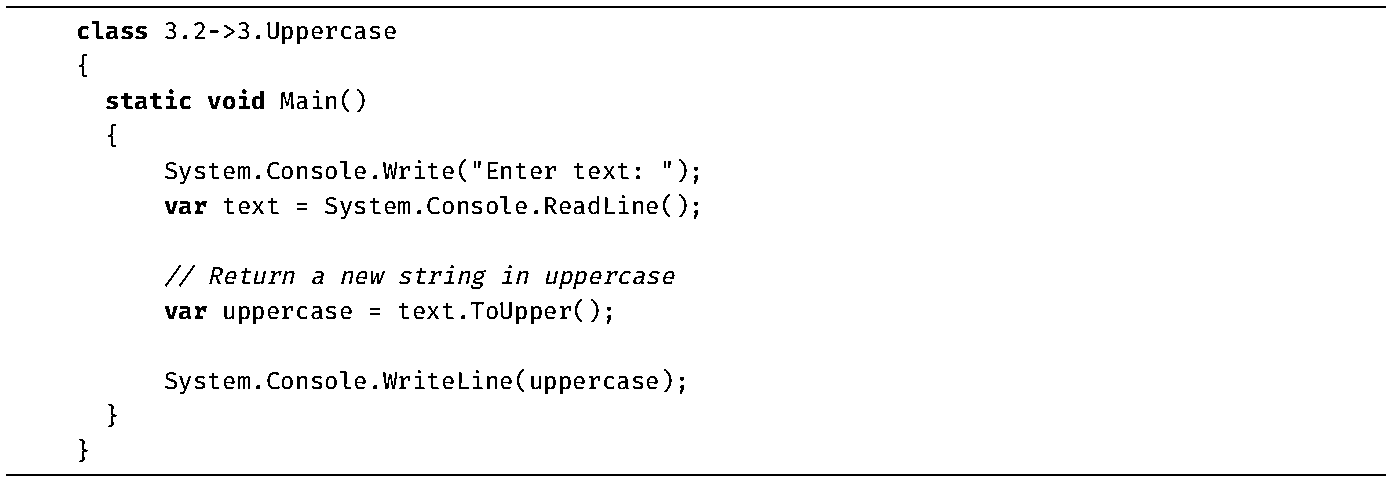 class 3.2->3.Uppercase
{
  static void Main()
  {
      System.Console.Write("Enter text: ");
      var text = System.Console.ReadLine();

      // Return a new string in uppercase
      var uppercase = text.ToUpper();

      System.Console.WriteLine(uppercase);
  }
}